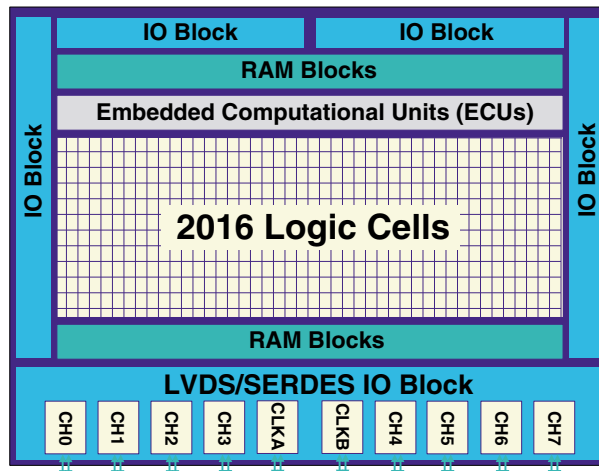 IO Block
IO Block
RAM Blocks
Embedded Computational Units (ECUs)
IO Block
2016 Logic Cells
IO Block
RAM Blocks
LVDS/SERDES IO Block
CH0
CH1
CH2
CH3
CLKA
CLKB
CH4
CH5
CH6
CH7